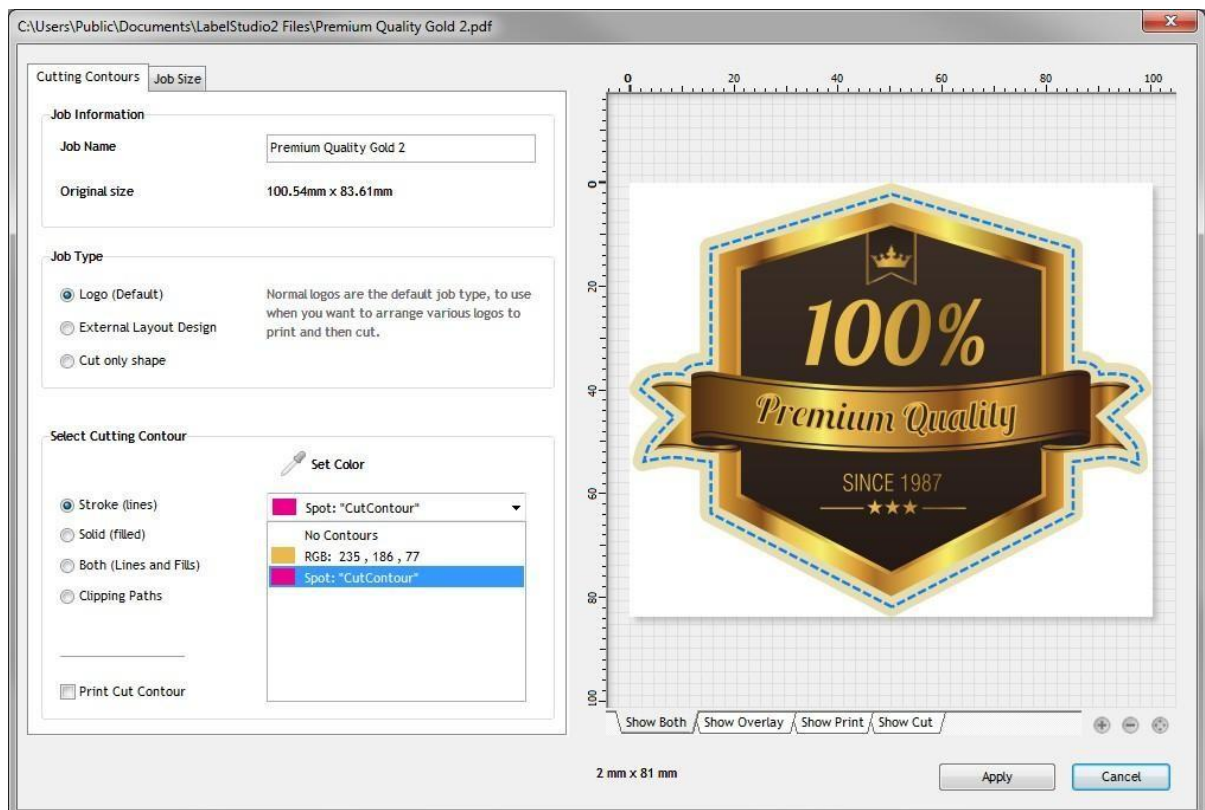 C:\Users\Public\Documents\LabelStudio2 Files\Premium Quality Gold 2.pdf
X
Cutting Contours
Job Size
Job Information
Job Name
Premium Quality Gold 2
Original size
100.54mm x 83.61mm
Job Type
Logo (Default)
External Layout Design
Cut only shape
Normal logos are the default job type, to use
when you want to arrange various logos to
print and then cut.
Select Cutting Contour
Set Color
Stroke (lines)
Solid (filled)
Both (Lines and Fills)
Clipping Paths
Spot: "CutContour"
No Contours
RGB: 235 , 186 , 77
Spot: "CutContour"
Print Cut Contour
0 20 40 60 80 100
0
20
40
60
80
100
100%
Premium Quality
SINCE 1987
Show Both
Show Overlay
Show Print
Show Cut
2 mm x 81 mm
Apply
Cancel